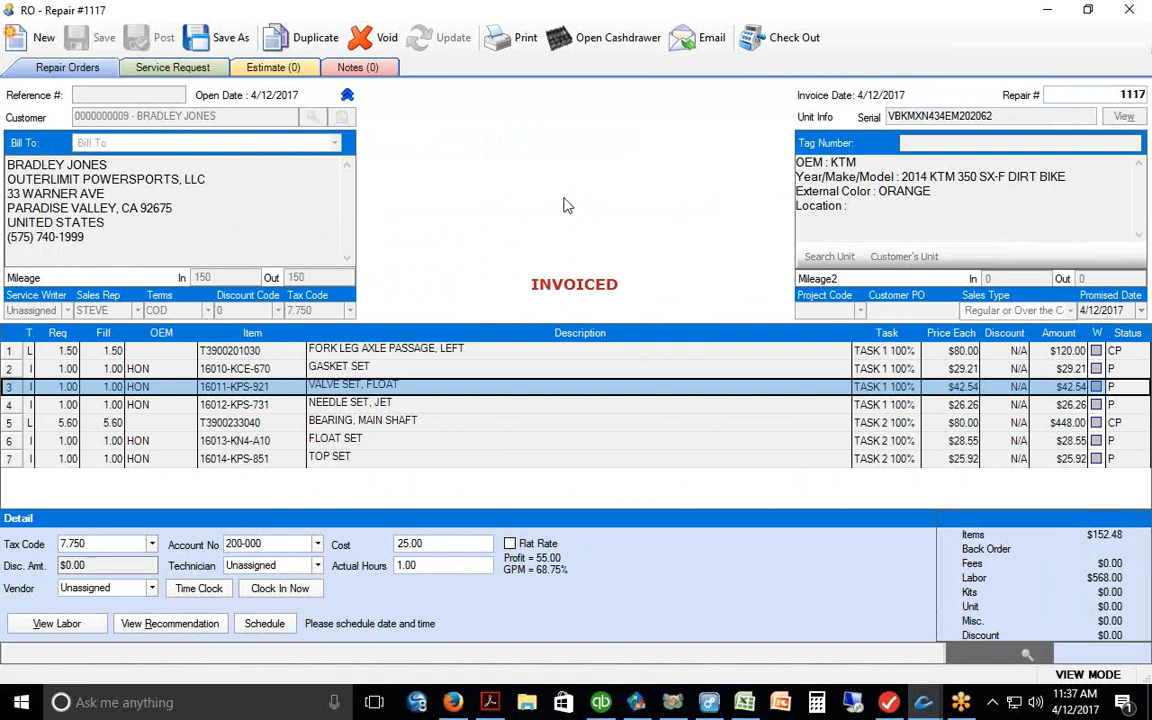 RO - Repair #1117
New Save Post Save As Duplicate Void Update Print Open Cashdrawer Email Check Out
Repair Orders Service Request Estimate (0) Notes (0)
Reference #: Open Date : 4/12/2017 Invoice Date: 4/12/2017 Repair # 1117
Customer 0000000009 - BRADLEY JONES Unit Info Serial VBKMXN434EM202062 View
Bill To: Bill To Tag Number:
BRADLEY JONES
OUTERLIMIT POWERSPORTS, LLC
33 WARNER AVE
PARADISE VALLEY, CA 92675
UNITED STATES
(575) 740-1999
OEM : KTM
Year/Make/Model : 2014 KTM 350 SX-F DIRT BIKE
External Color : ORANGE
Location :
Search Unit Customer's Unit
INVOICED
Mileage In 150 Out 150 Mileage2 In 0 Out 0
Service Writer Sales Rep Terms Discount Code Tax Code Project Code Customer PO Sales Type Promised Date
Unassigned STEVE COD 0 7.750 Regular or Over the C 4/12/2017
T Req Fill OEM Item Description Task Price Each Discount Amount W Status
1 L 1.50 1.50 T3900201030 FORK LEG AXLE PASSAGE, LEFT TASK 1 100% $80.00 N/A $120.00 CP
2 I 1.00 1.00 HON 16010-KCE-670 GASKET SET TASK 1 100% $29.21 N/A $29.21 P
3 I 1.00 1.00 HON 16011-KPS-921 VALVE SET, FLOAT TASK 1 100% $42.54 N/A $42.54 P
4 I 1.00 1.00 HON 16012-KPS-731 NEEDLE SET, JET TASK 1 100% $26.26 N/A $26.26 P
5 L 5.60 5.60 T3900233040 BEARING, MAIN SHAFT TASK 2 100% $80.00 N/A $448.00 CP
6 I 1.00 1.00 HON 16013-KN4-A10 FLOAT SET TASK 2 100% $28.55 N/A $28.55 P
7 I 1.00 1.00 HON 16014-KPS-851 TOP SET TASK 2 100% $25.92 N/A $25.92 P
Detail
Tax Code 7.750 Account No 200-000 Cost 25.00 Flat Rate
Disc. Amt. $0.00 Technician Unassigned Actual Hours 1.00 Profit = 55.00
GPM = 68.75%
Vendor Unassigned Time Clock Clock In Now
View Labor View Recommendation Schedule Please schedule date and time
Items $152.48
Back Order
Fees $0.00
Labor $568.00
Kits $0.00
Unit $0.00
Misc. $0.00
Discount $0.00
VIEW MODE
Ask me anything
11:37 AM
4/12/2017
1